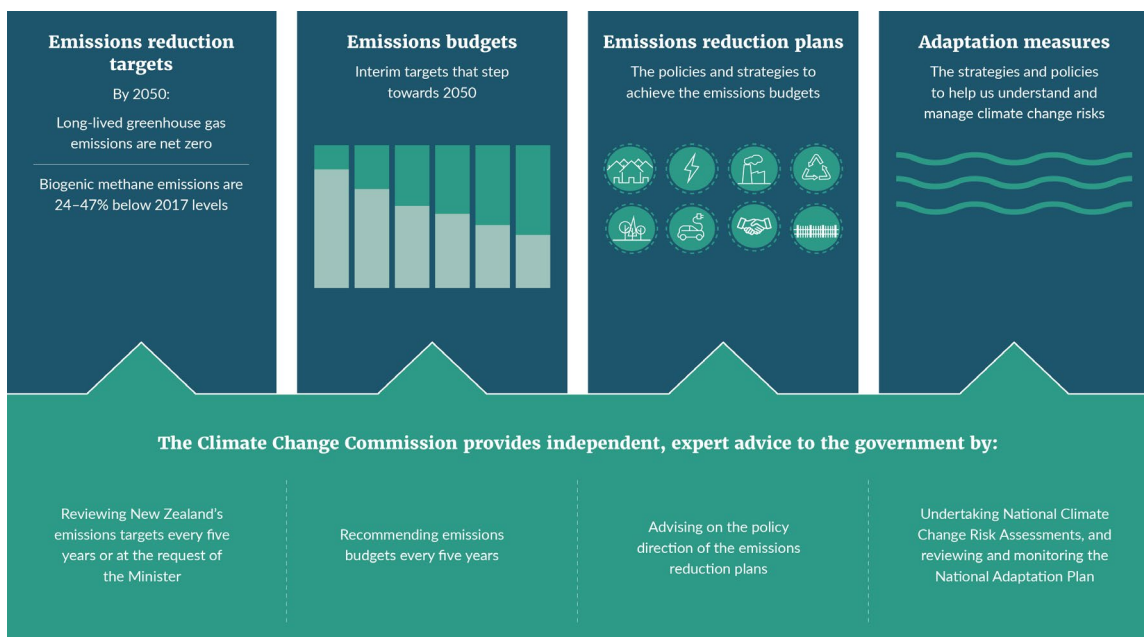 Emissions reduction
targets
By 2050:
Long-lived greenhouse gas
emissions are net zero
Biogenic methane emissions are
24–47% below 2017 levels
Emissions budgets
Interim targets that step
towards 2050
Emissions reduction plans
The policies and strategies to
achieve the emissions budgets
Adaptation measures
The strategies and policies
to help us understand and
manage climate change risks
The Climate Change Commission provides independent, expert advice to the government by:
Reviewing New Zealand’s
emissions targets every five
years or at the request of
the Minister
Recommending emissions
budgets every five years
Advising on the policy
direction of the emissions
reduction plans
Undertaking National Climate
Change Risk Assessments, and
reviewing and monitoring the
National Adaptation Plan